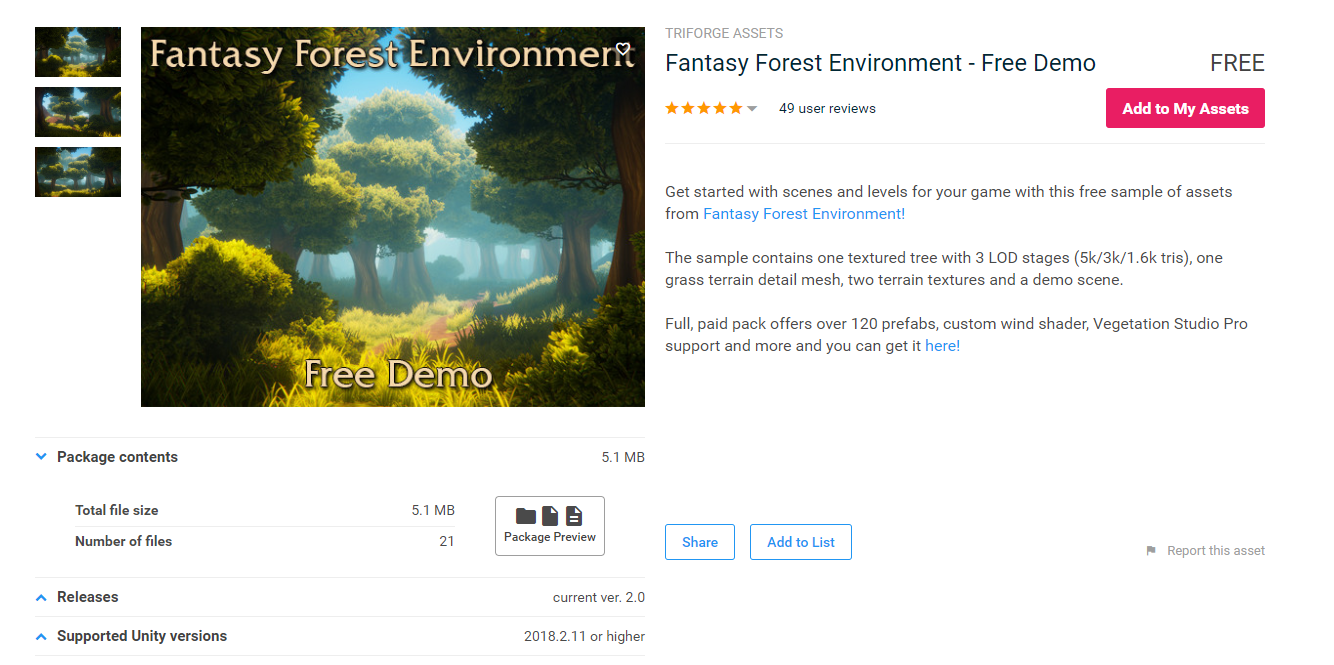 Fantasy Forest Environment
Free Demo
TRIFORGE ASSETS
Fantasy Forest Environment - Free Demo
FREE
49 user reviews
Add to My Assets
Get started with scenes and levels for your game with this free sample of assets
from Fantasy Forest Environment!
The sample contains one textured tree with 3 LOD stages (5k/3k/1.6k tris), one
grass terrain detail mesh, two terrain textures and a demo scene.
Full, paid pack offers over 120 prefabs, custom wind shader, Vegetation Studio Pro
support and more and you can get it here!
Share
Add to List
Report this asset
Package contents
5.1 MB
Total file size
5.1 MB
Number of files
21
Package Preview
Releases
current ver. 2.0
Supported Unity versions
2018.2.11 or higher